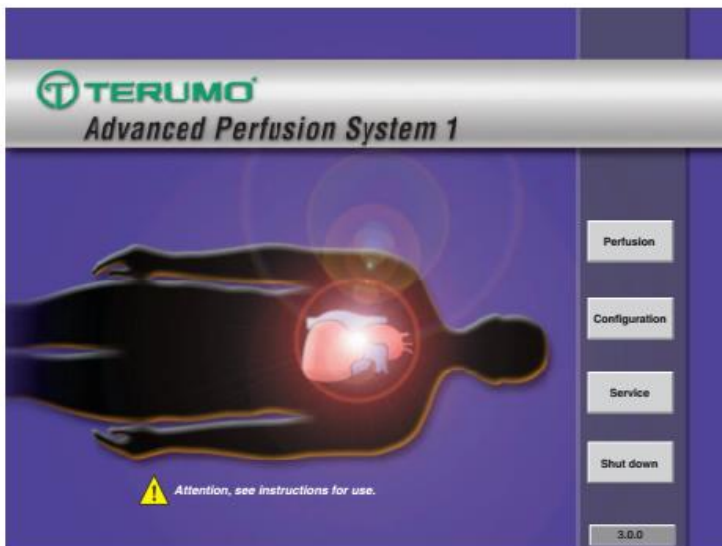 TERUMO
Advanced Perfusion System 1
Perfusion
Configuration
Service
Shut down
Attention, see instructions for use.
3.0.0